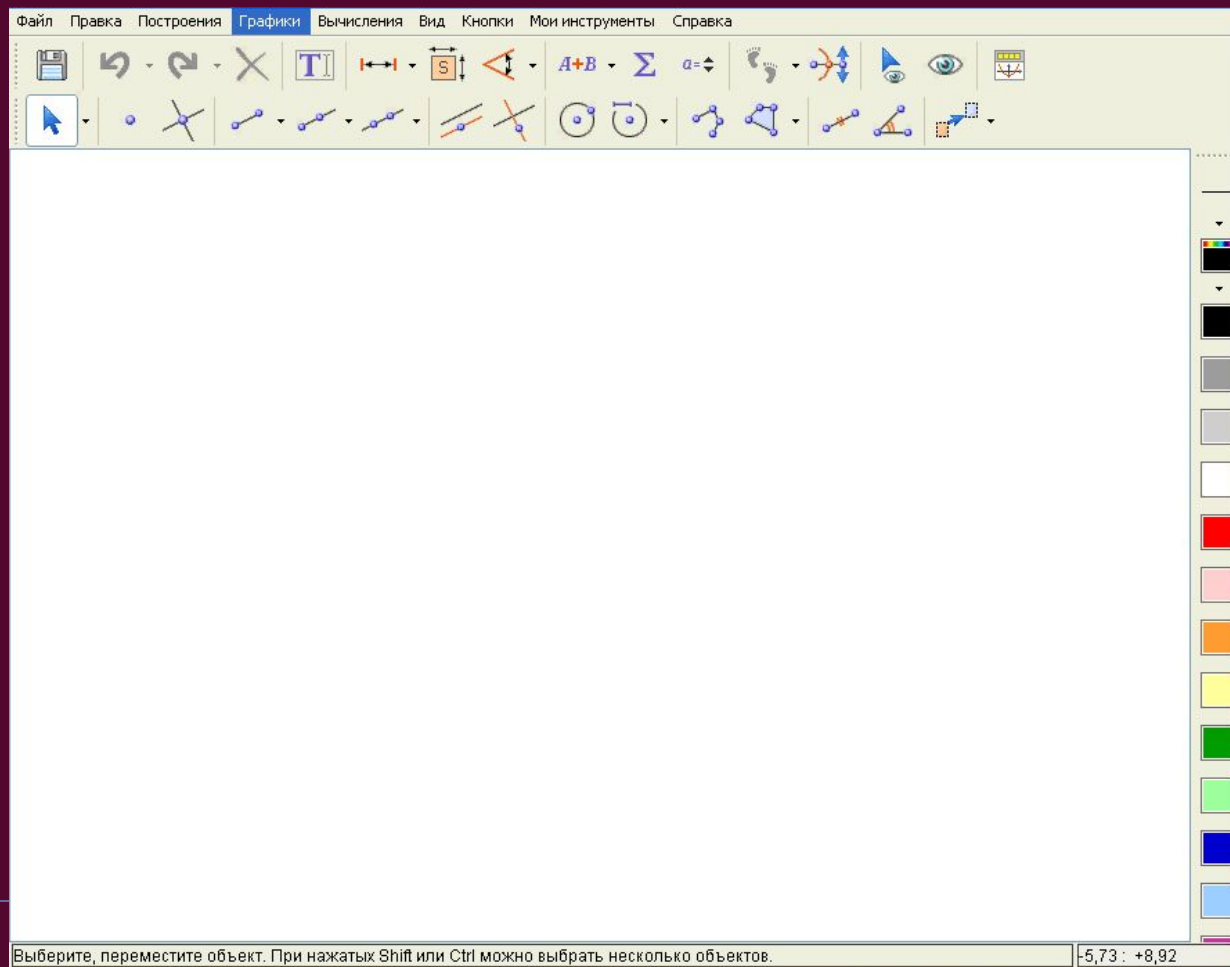 Файл Правка Построения Графики Вычисления Вид Кнопки Мои инструменты Справка
T S A+B Σ a=
Выберите, переместите объект. При нажатых Shift или Ctrl можно выбрать несколько объектов. -5,73 : +8,92